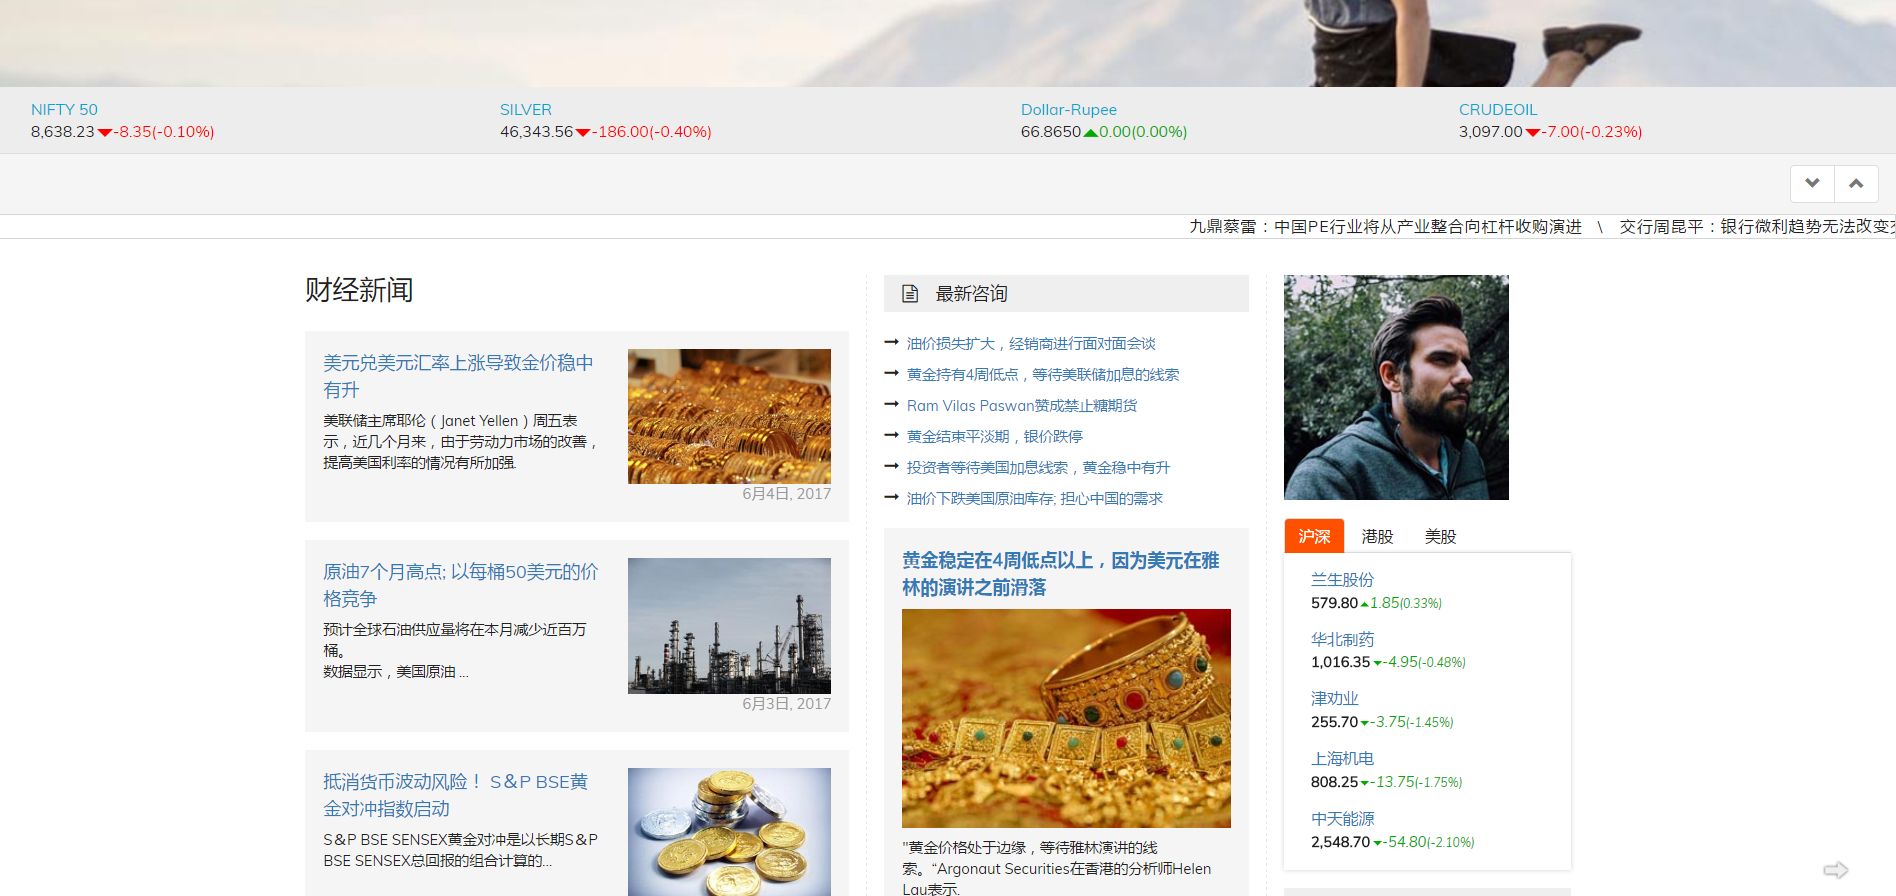 NIFTY 50
8,638.23 -8.35(-0.10%)
SILVER
46,343.56 -186.00(-0.40%)
Dollar-Rupee
66.8650 0.00(0.00%)
CRUDEOIL
3,097.00 -7.00(-0.23%)
九鼎蔡雷：中国PE行业将从产业整合向杠杆收购演进 \ 交行周昆平：银行微利趋势无法改变
财经新闻
美元兑美元汇率上涨导致金价稳中
有升
美联储主席耶伦（Janet Yellen）周五表
示，近几个月来，由于劳动力市场的改善，
提高美国利率的情况有所加强.
6月4日, 2017
原油7个月高点; 以每桶50美元的价
格竞争
预计全球石油供应量将在本月减少近百万
桶。
数据显示，美国原油 ...
6月3日, 2017
抵消货币波动风险！ S＆P BSE黄
金对冲指数启动
S＆P BSE SENSEX黄金对冲是以长期S＆P
BSE SENSEX总回报的组合计算的...
最新咨询
油价损失扩大，经销商进行面对面会谈
黄金持有4周低点，等待美联储加息的线索
Ram Vilas Paswan赞成禁止糖期货
黄金结束平淡期，银价跌停
投资者等待美国加息线索，黄金稳中有升
油价下跌美国原油库存; 担心中国的需求
黄金稳定在4周低点以上，因为美元在雅
林的演讲之前滑落
"黄金价格处于边缘，等待雅林演讲的线
索。“Argonaut Securities在香港的分析师Helen
Lau表示.
沪深 港股 美股
兰生股份
579.80 1.85(0.33%)
华北制药
1,016.35 -4.95(-0.48%)
津劝业
255.70 -3.75(-1.45%)
上海机电
808.25 -13.75(-1.75%)
中天能源
2,548.70 -54.80(-2.10%)